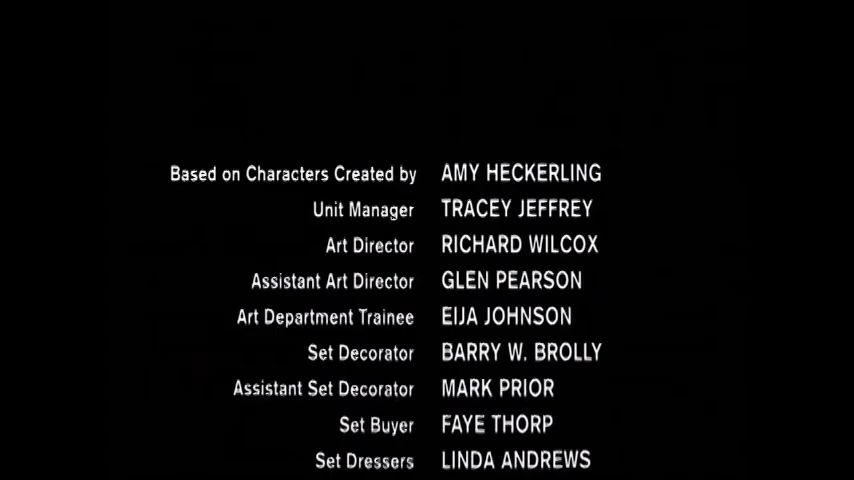 Based on Characters Created by AMY HECKERLING
Unit Manager TRACEY JEFFREY
Art Director RICHARD WILCOX
Assistant Art Director GLEN PEARSON
Art Department Trainee EIJA JOHNSON
Set Decorator BARRY W. BROLLY
Assistant Set Decorator MARK PRIOR
Set Buyer FAYE THORP
Set Dressers LINDA ANDREWS